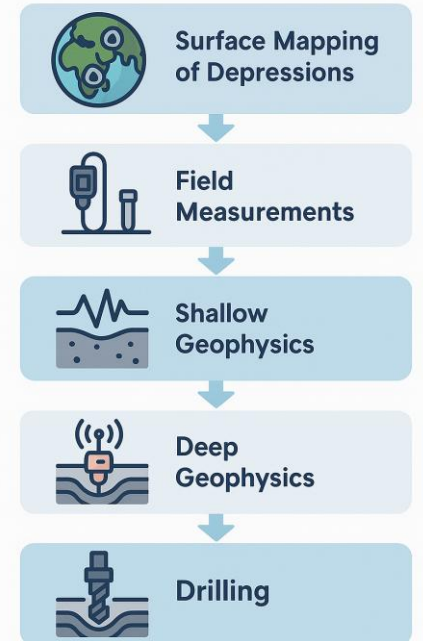 Surface Mapping
of Depressions
Field
Measurements
Shallow
Geophysics
Deep
Geophysics
Drilling